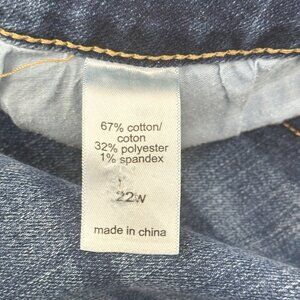 67% cotton/
coton
32% polyester
1% spandex
22w
made in china